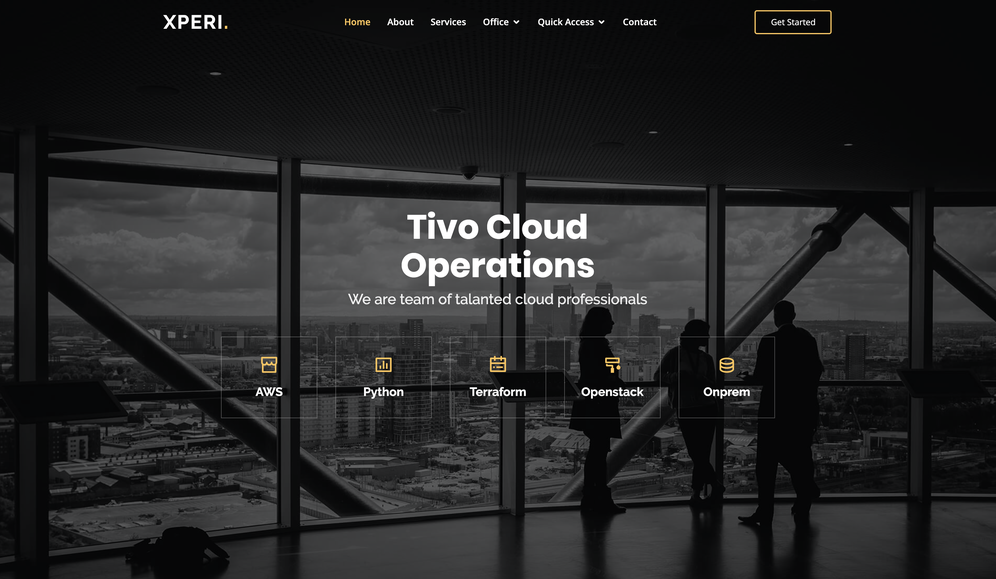 XPERI.
Home About Services Office Quick Access Contact
Get Started
Tivo Cloud
Operations
We are team of talanted cloud professionals
AWS
Python
Terraform
Openstack
Onprem